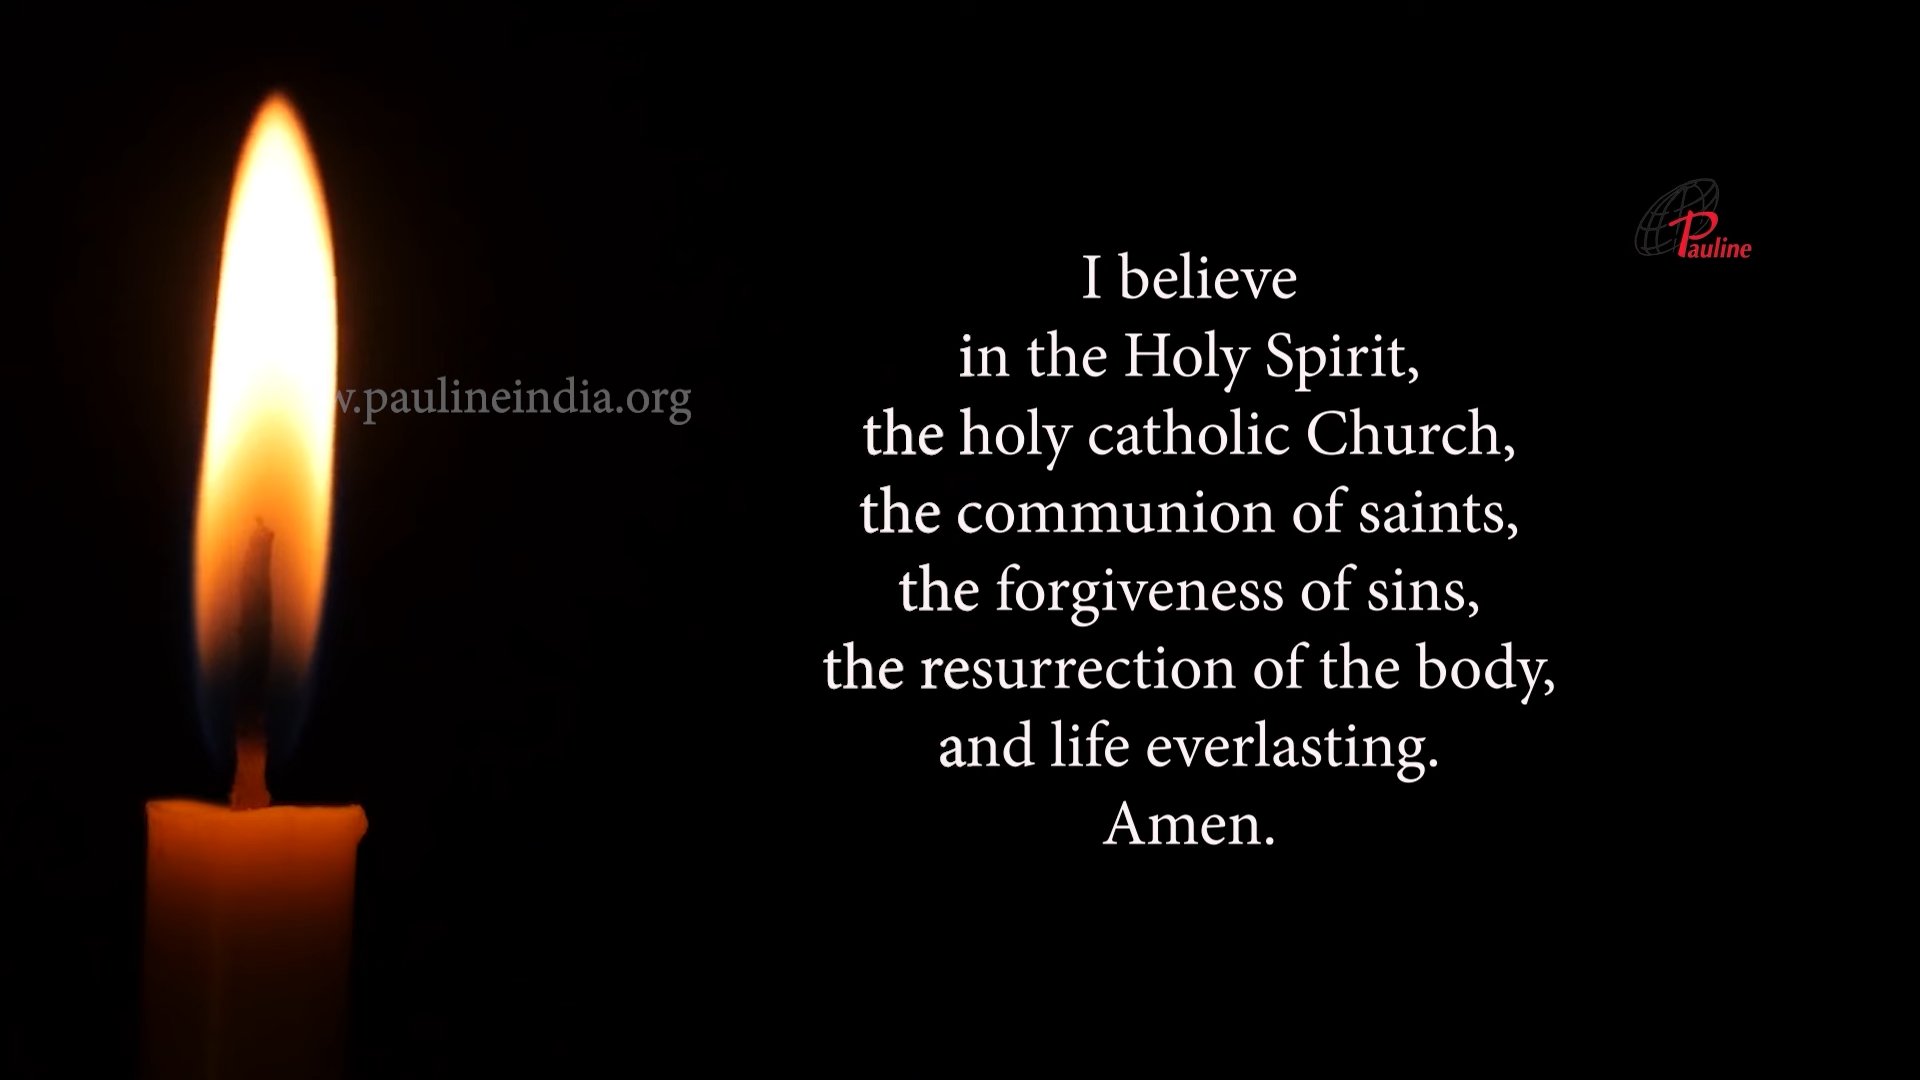 Pauline
I believe
in the Holy Spirit,
w.paulineindia.org
the holy catholic Church,
the communion of saints,
the forgiveness of sins,
the resurrection of the body,
and life everlasting.
Amen.